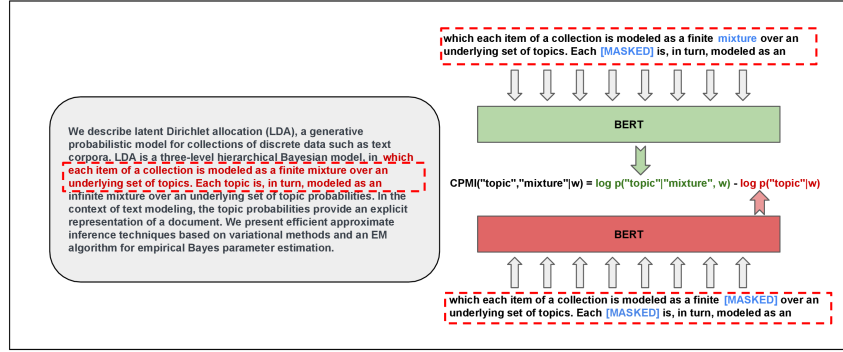 which each item of a collection is modeled as a finite mixture over an
underlying set of topics. Each [MASKED] is, in turn, modeled as an
BERT
We describe latent Dirichlet allocation (LDA), a generative
probabilistic model for collections of discrete data such as text
corpora. LDA is a three-level hierarchical Bayesian model, in which
each item of a collection is modeled as a finite mixture over an
underlying set of topics. Each topic is, in turn, modeled as an
infinite mixture over an underlying set of topic probabilities. In the
context of text modeling, the topic probabilities provide an explicit
representation of a document. We present efficient approximate
inference techniques based on variational methods and an EM
algorithm for empirical Bayes parameter estimation.
CPMI("topic","mixture"|w) = log p("topic"|"mixture", w) - log p("topic"|w)
BERT
which each item of a collection is modeled as a finite [MASKED] over an
underlying set of topics. Each [MASKED] is, in turn, modeled as an